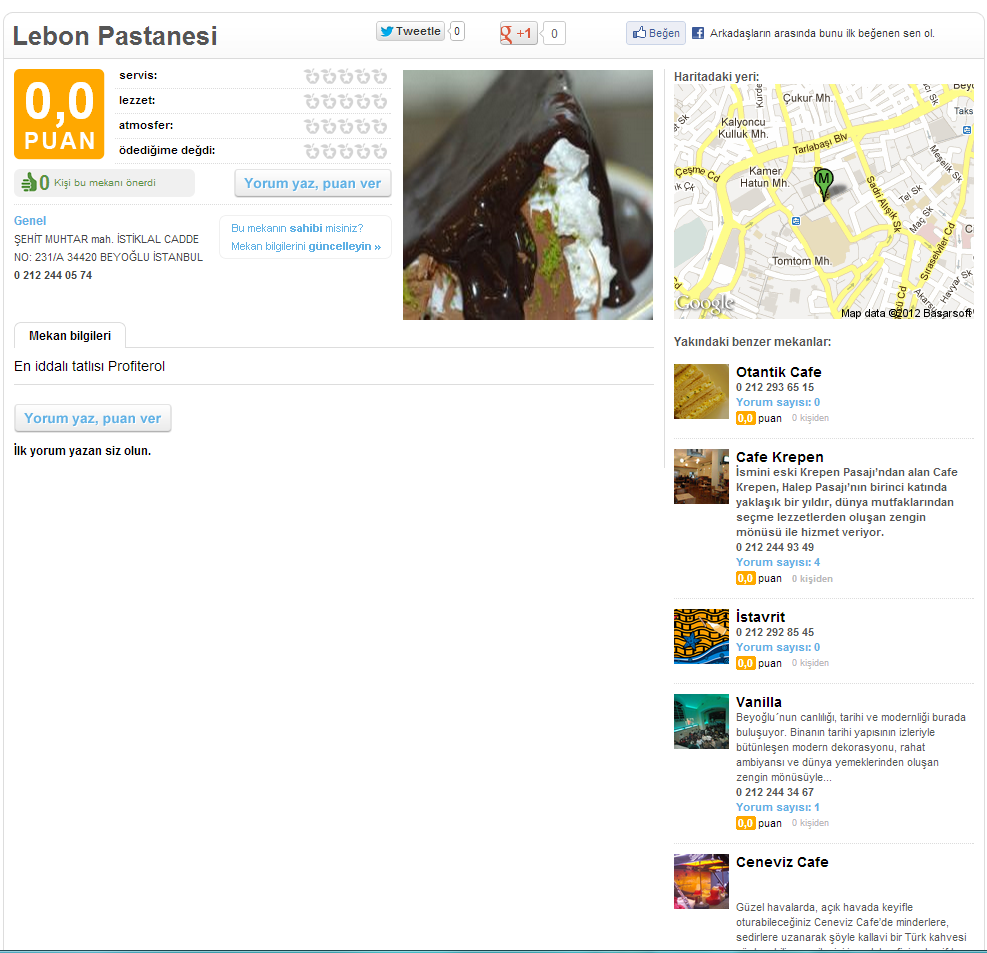 Lebon Pastanesi
Tweetle 0
g +1 0
Beğen
Arkadaşların arasında bunu ilk beğenen sen ol.
0,0
PUAN
servis:
lezzet:
atmosfer:
ödediğime değdi:
0 Kişi bu mekanı önerdi
Yorum yaz, puan ver
Genel
ŞEHİT MUHTAR mah. İSTİKLAL CADDE
NO: 231/A 34420 BEYOĞLU İSTANBUL
0 212 244 05 74
Bu mekanın sahibi misiniz?
Mekan bilgilerini güncelleyin »
Mekan bilgileri
En iddalı tatlısı Profiterol
Yorum yaz, puan ver
İlk yorum yazan siz olun.
Haritadaki yeri:
Çukur Mh.
Kalyoncu
Kulluk Mh.
Tarlabaşı Blv
Taks
Çeşme Cd
Kamer
Hatun Mh.
M
Meşelik Sk
Tel Sk
Sadri Alışık Sk
Maç Sk
Tomtom Mh.
Sıraselviler Cd
Havyar Sk
Google
Map data ©2012 Basarsoft
Yakındaki benzer mekanlar:
Otantik Cafe
0 212 293 65 15
Yorum sayısı: 0
0,0 puan 0 kişiden
Cafe Krepen
İsmini eski Krepen Pasajı'ndan alan Cafe
Krepen, Halep Pasajı'nın birinci katında
yaklaşık bir yıldır, dünya mutfaklarından
seçme lezzetlerden oluşan zengin
mönüsü ile hizmet veriyor.
0 212 244 93 49
Yorum sayısı: 4
0,0 puan 0 kişiden
İstavrit
0 212 292 85 45
Yorum sayısı: 0
0,0 puan 0 kişiden
Vanilla
Beyoğlu´nun canlılığı, tarihi ve modernliği burada
buluşuyor. Binanın tarihi yapısının izleriyle
bütünleşen modern dekorasyonu, rahat
ambiyansı ve dünya yemeklerinden oluşan
zengin mönüsüyle...
0 212 244 34 67
Yorum sayısı: 1
0,0 puan 0 kişiden
Ceneviz Cafe
Güzel havalarda, açık havada keyifle
oturabileceğiniz Ceneviz Cafe'de minderlere,
sedirlere uzanarak şöyle kallavi bir Türk kahvesi